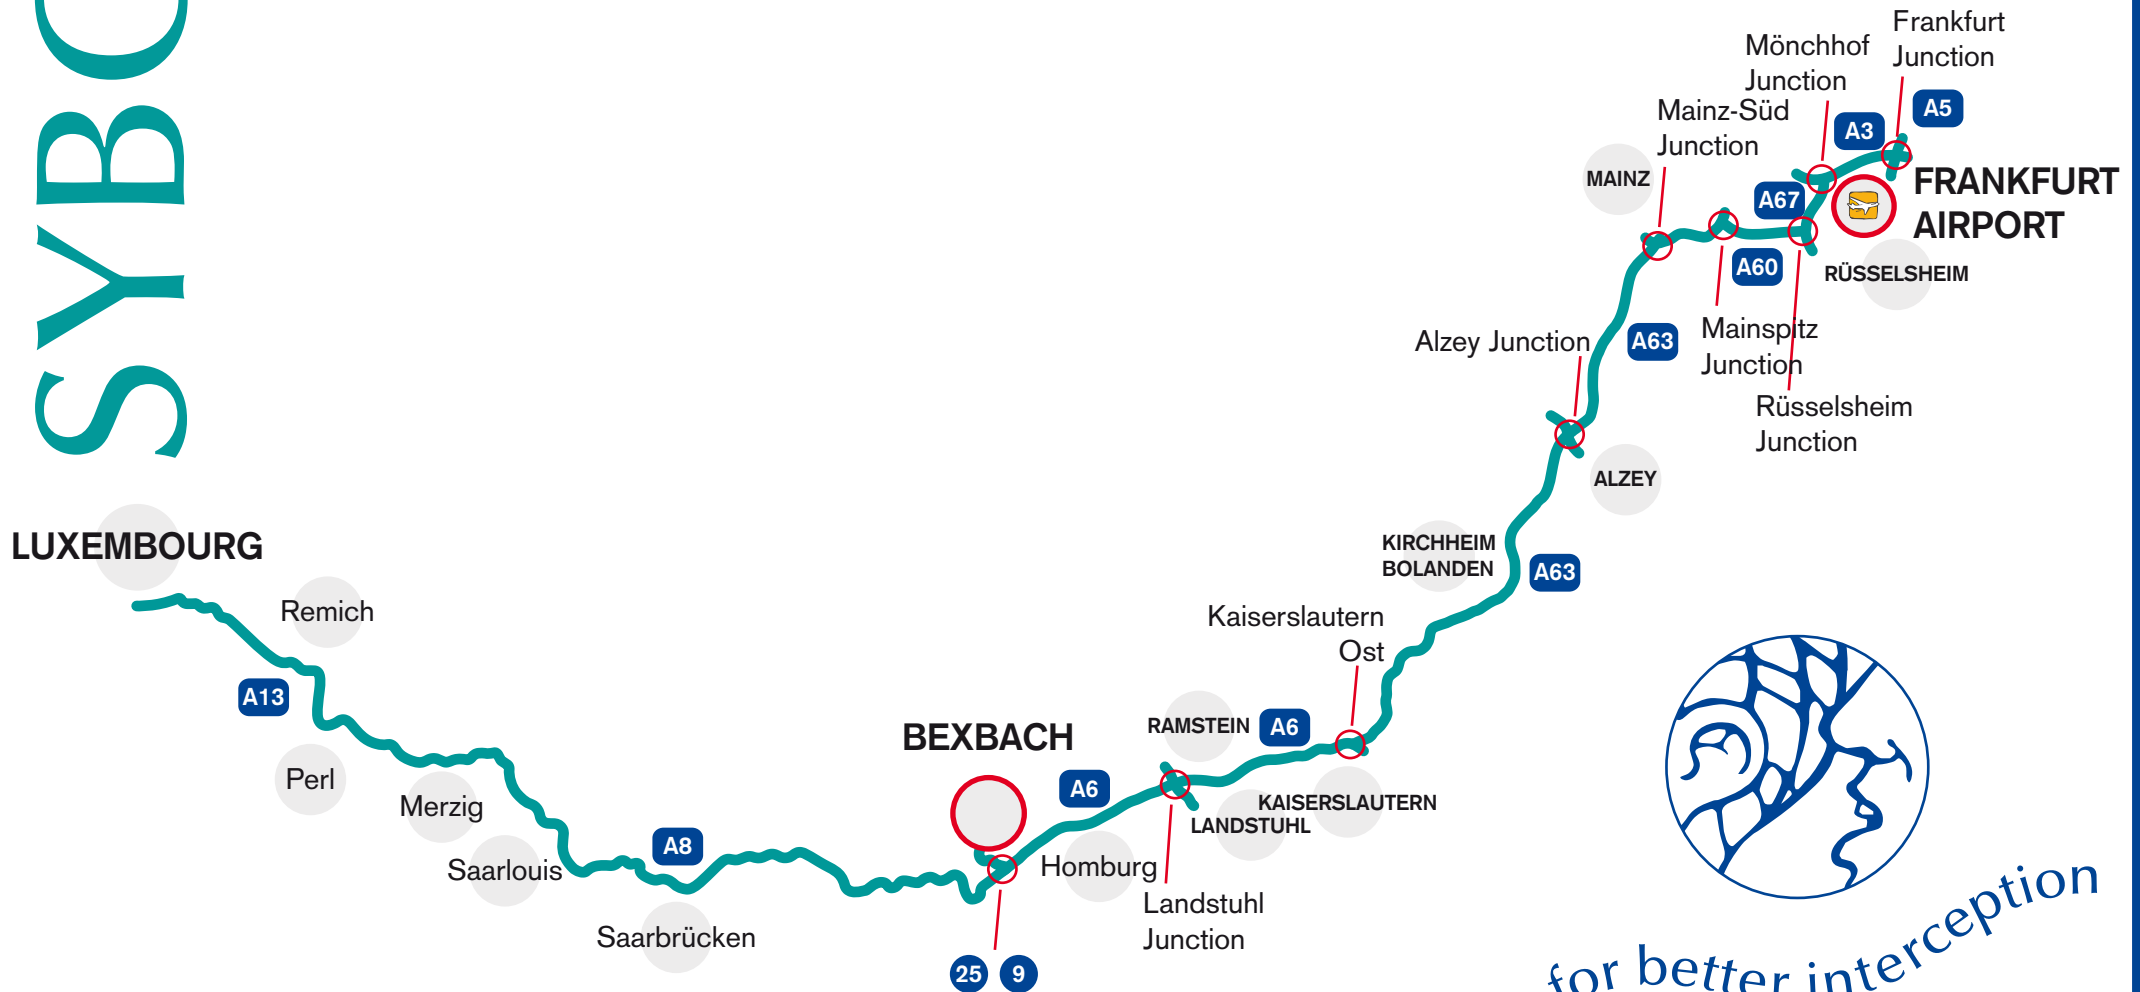 SYBO
Frankfurt
Junction
Mönchhof
Junction
Mainz-Süd
Junction
A5
A3
MAINZ
A67
FRANKFURT
AIRPORT
A60
RÜSSELSHEIM
Mainspitz
Junction
Alzey Junction
A63
Rüsselsheim
Junction
ALZEY
LUXEMBOURG
KIRCHHEIM
BOLANDEN
A63
Remich
Kaiserslautern
Ost
A13
RAMSTEIN
A6
BEXBACH
Perl
Merzig
A6
KAISERSLAUTERN
LANDSTUHL
A8
Saarlouis
Homburg
Landstuhl
Junction
Saarbrücken
25
9
for better interception